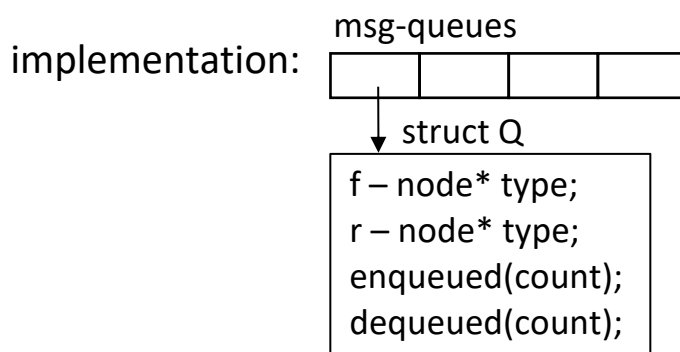 msg-queues
implementation:
struct Q
f – node* type;
r – node* type;
enqueued(count);
dequeued(count);